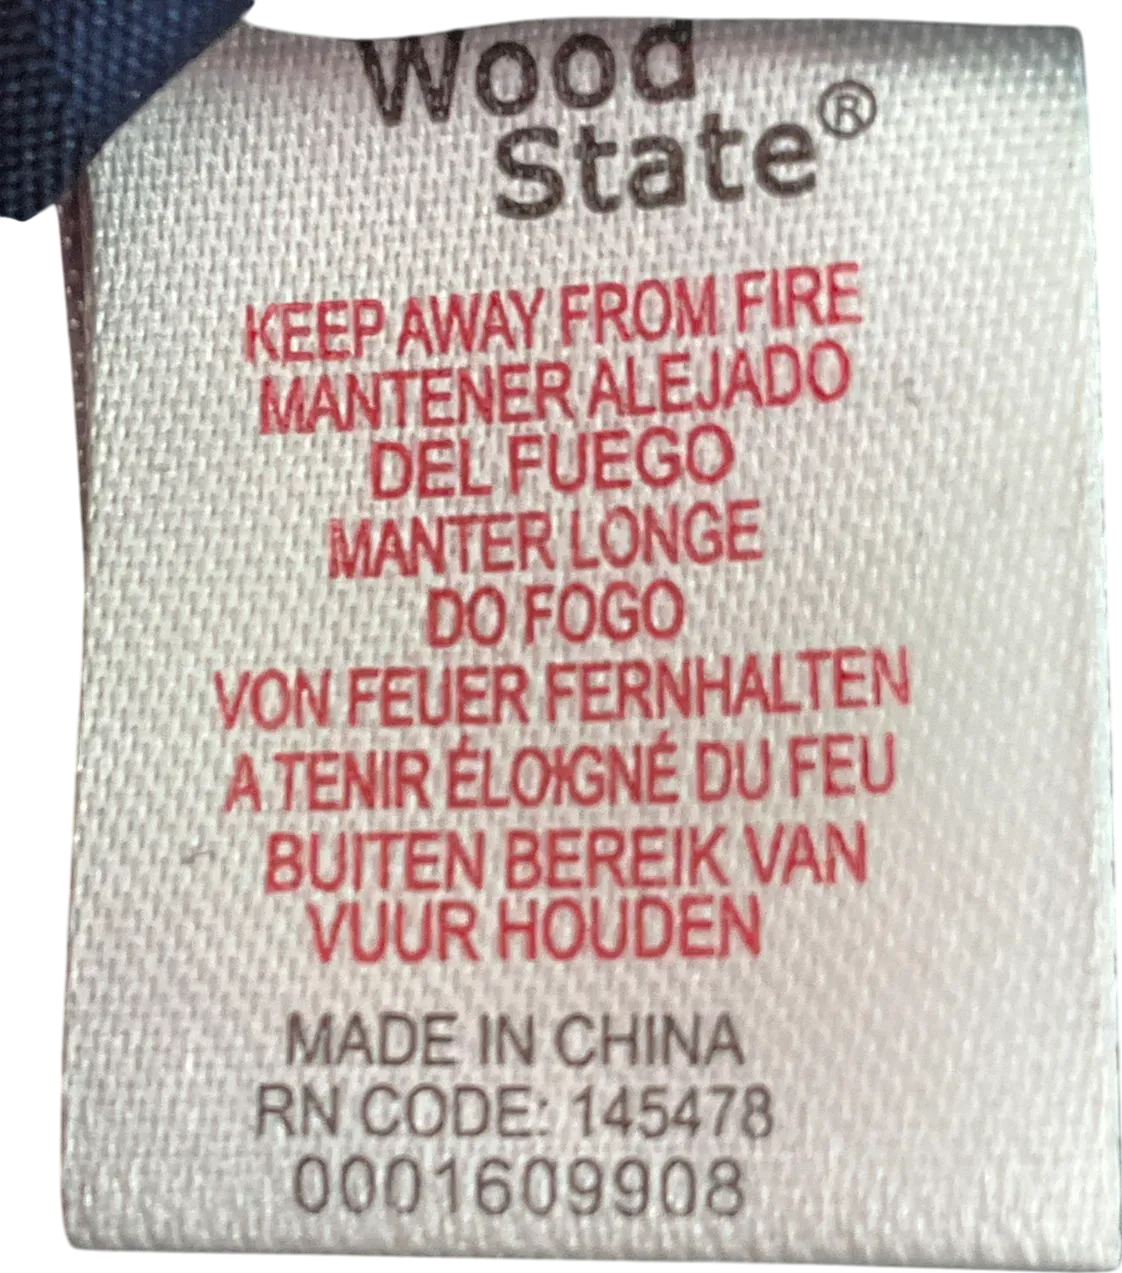 Wood
State®
KEEP AWAY FROM FIRE
MANTENER ALEJADO
DEL FUEGO
MANTER LONGE
DO FOGO
VON FEUER FERNHALTEN
A TENIR ÉLOIGNÉ DU FEU
BUITEN BEREIK VAN
VUUR HOUDEN
MADE IN CHINA
RN CODE: 145478
0001609908